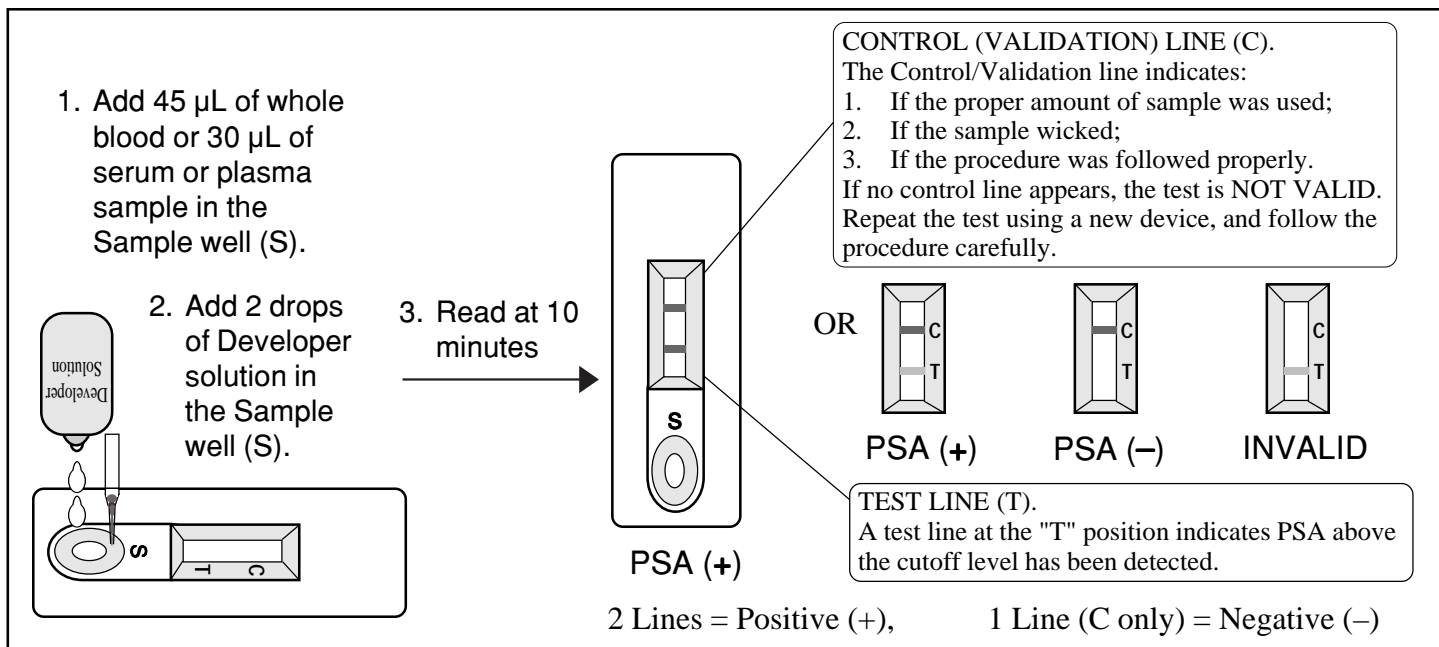 1. Add 45 µL of whole
blood or 30 µL of
serum or plasma
sample in the
Sample well (S).
2. Add 2 drops
of Developer
solution in
the Sample
well (S).
Developer
Solution
S
T
C
3. Read at 10
minutes
S
PSA (+)
CONTROL (VALIDATION) LINE (C).
The Control/Validation line indicates:
1. If the proper amount of sample was used;
2. If the sample wicked;
3. If the procedure was followed properly.
If no control line appears, the test is NOT VALID.
Repeat the test using a new device, and follow the
procedure carefully.
OR
C
T
PSA (+)
C
T
PSA (–)
C
T
INVALID
TEST LINE (T).
A test line at the "T" position indicates PSA above
the cutoff level has been detected.
2 Lines = Positive (+), 1 Line (C only) = Negative (–)